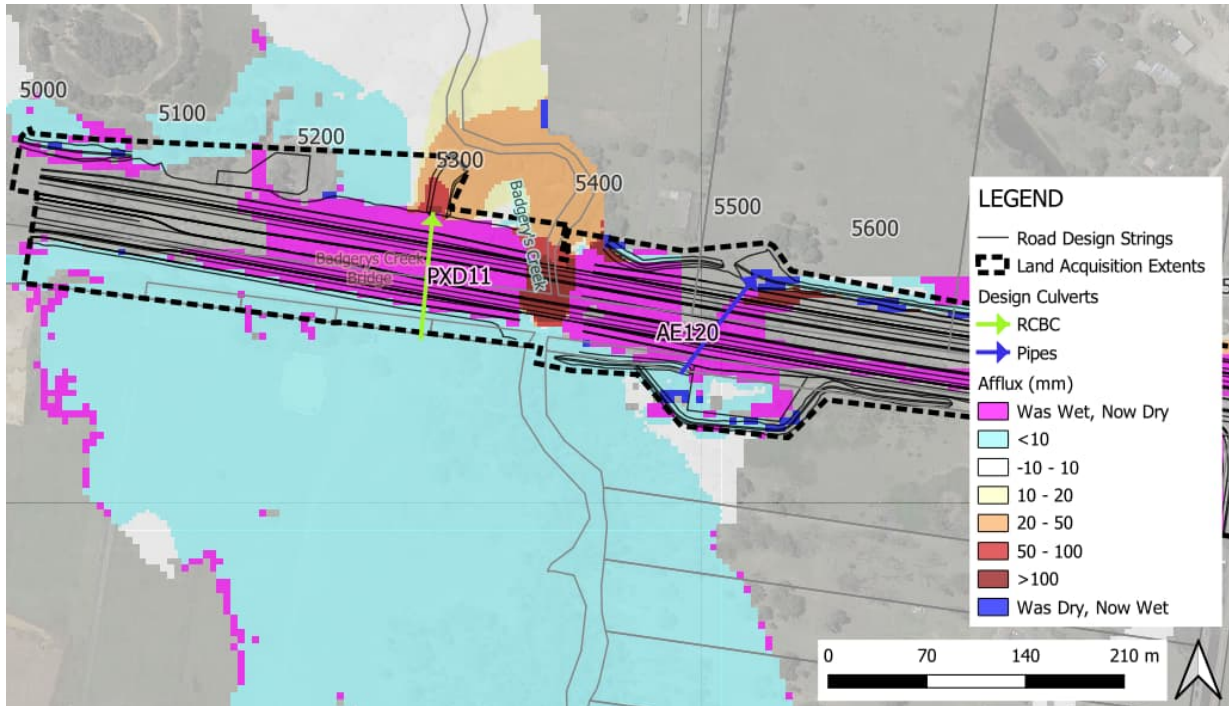 5000
5100
5200
5300
5400
5500
5600
Badgery's Creek
Badgerys Creek
Bridge
PXD11
AE120
LEGEND
Road Design Strings
Land Acquisition Extents
Design Culverts
RCBC
Pipes
Afflux (mm)
Was Wet, Now Dry
<10
-10 - 10
10 - 20
20 - 50
50 - 100
>100
Was Dry, Now Wet
0 70 140 210 m